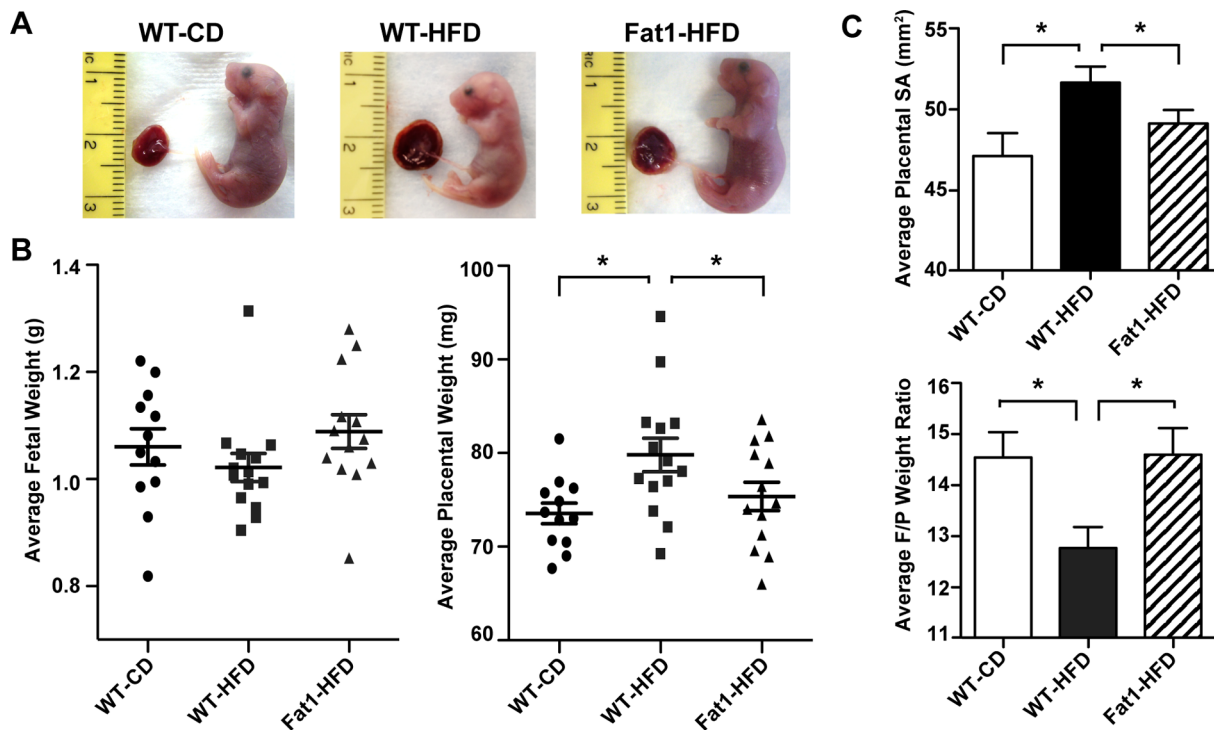 A
WT-CD
WT-HFD
Fat1-HFD
1
2
3
1
2
3
RIC
1
2
3
B
Average Fetal Weight (g)
1.4
1.2
1.0
0.8
WT-CD
WT-HFD
Fat1-HFD
Average Placental Weight (mg)
100
90
80
70
60
*
*
WT-CD
WT-HFD
Fat1-HFD
C
Average Placental SA (mm²)
55
50
45
40
*
*
WT-CD
WT-HFD
Fat1-HFD
Average F/P Weight Ratio
16
15
14
13
12
11
*
*
WT-CD
WT-HFD
Fat1-HFD